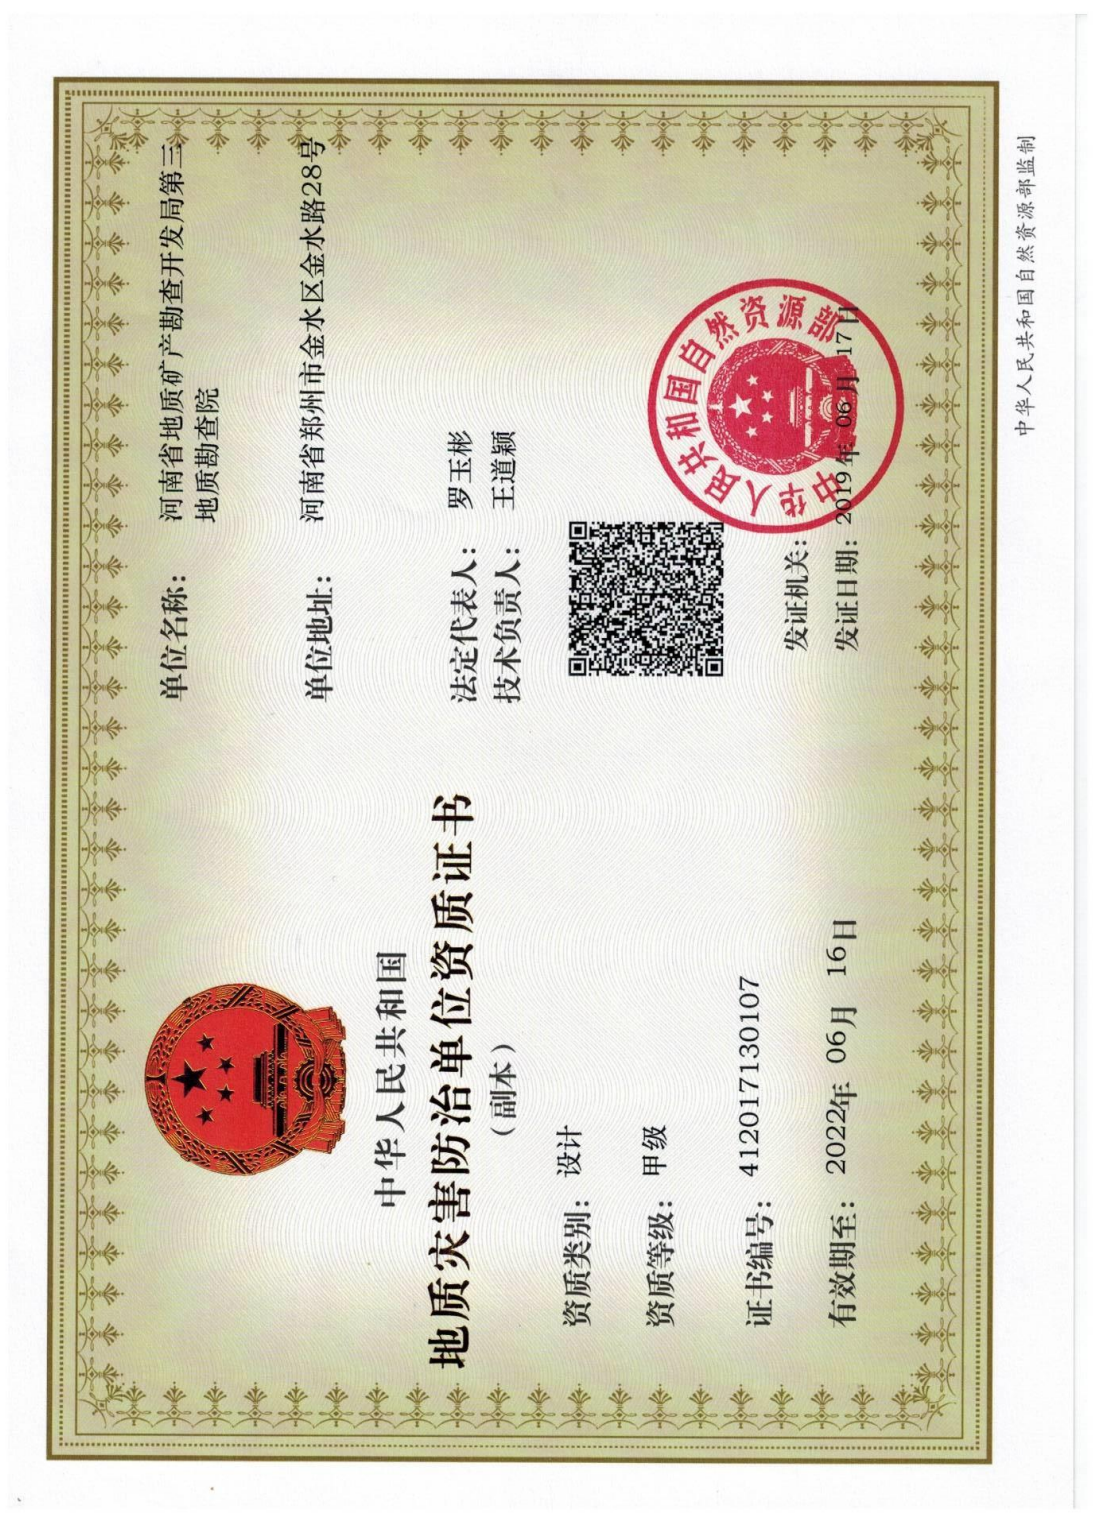 中华人民共和国
地质灾害防治单位资质证书
（副本）
资质类别： 设计
资质等级： 甲级
证书编号： 412017130107
有效期至： 2022年 06月 16日
单位名称： 河南省地质矿产勘查开发局第三
地质勘查院
单位地址： 河南省郑州市金水区金水路28号
法定代表人： 罗玉彬
技术负责人： 王道颖
发证机关：
发证日期： 2019年 06月 17日
中华人民共和国自然资源部
中华人民共和国自然资源部监制